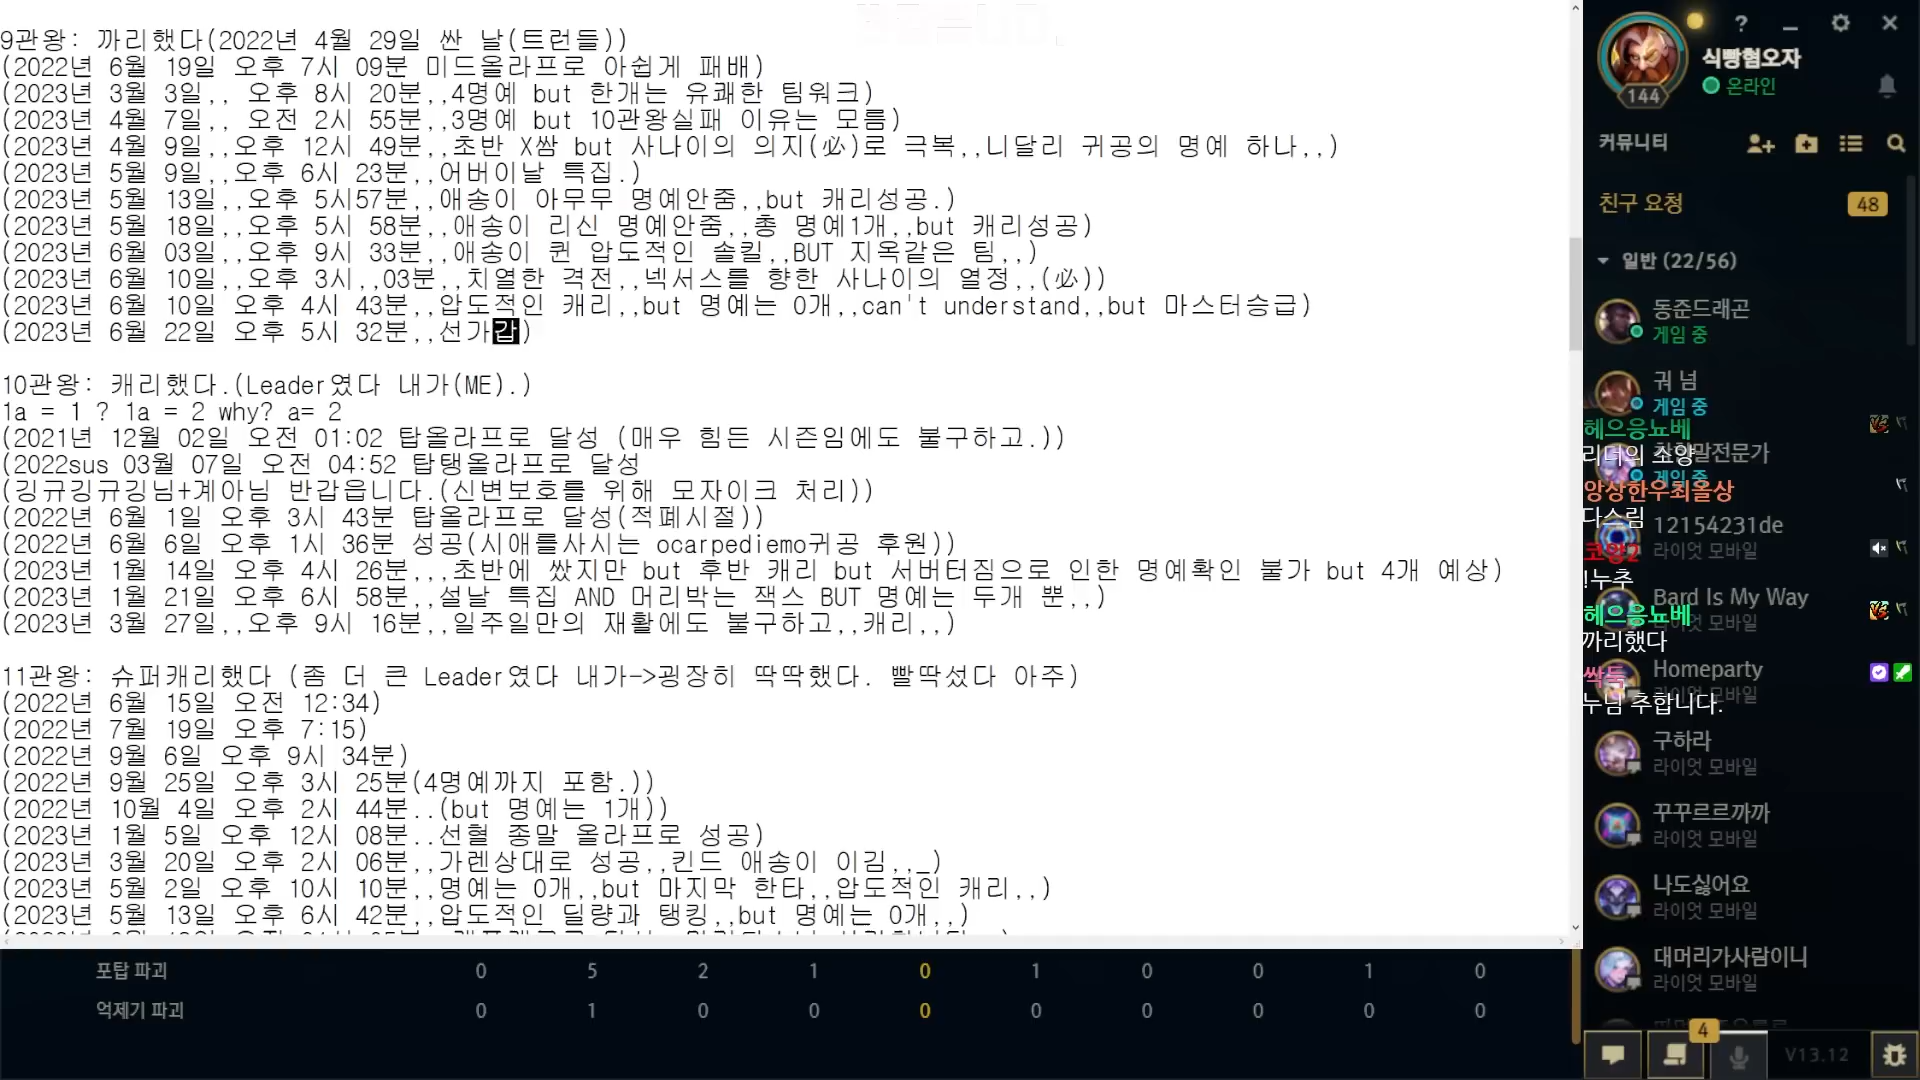 9관왕: 까리했다(2022년 4월 29일 싼 날(트런들))
(2022년 6월 19일 오후 7시 09분 미드올라프로 아쉽게 패배)
(2023년 3월 3일,, 오후 8시 20분,,4명예 but 한개는 유쾌한 팀워크)
(2023년 4월 7일,, 오전 2시 55분,,3명예 but 10관왕실패 이유는 모름)
(2023년 4월 9일,,오후 12시 49분,,초반 X쌈 but 사나이의 의지(必)로 극복,,니달리 귀공의 명예 하나,,)
(2023년 5월 9일,,오후 6시 23분,,어버이날 특집.)
(2023년 5월 13일,,오후 5시57분,,애송이 아무무 명예안줌,,but 캐리성공.)
(2023년 5월 18일,,오후 5시 58분,,애송이 리신 명예안줌,,총 명예1개,,but 캐리성공)
(2023년 6월 03일,,오후 9시 33분,,애송이 퀸 압도적인 솔킬,,BUT 지옥같은 팀,,)
(2023년 6월 10일,,오후 3시,,03분,,치열한 격전,,넥서스를 향한 사나이의 열정,,(必))
(2023년 6월 10일 오후 4시 43분,,압도적인 캐리,,but 명예는 0개,,can't understand,,but 마스터승급)
(2023년 6월 22일 오후 5시 32분,,선가갑)
10관왕: 캐리했다.(Leader였다 내가(ME).)
1a = 1 ? 1a = 2 why? a= 2
(2021년 12월 02일 오전 01:02 탑올라프로 달성 (매우 힘든 시즌임에도 불구하고.))
(2022sus 03월 07일 오전 04:52 탑탱올라프로 달성
(깅규깅규깅님+계아님 반갑읍니다.(신변보호를 위해 모자이크 처리))
(2022년 6월 1일 오후 3시 43분 탑올라프로 달성(적폐시절))
(2022년 6월 6일 오후 1시 36분 성공(시애틀사시는 ocarpediemo귀공 후원))
(2023년 1월 14일 오후 4시 26분,,,초반에 쌌지만 but 후반 캐리 but 서버터짐으로 인한 명예확인 불가 but 4개 예상)
(2023년 1월 21일 오후 6시 58분,,설날 특집 AND 머리박는 잭스 BUT 명예는 두개 뿐,,)
(2023년 3월 27일,,오후 9시 16분,,일주일만의 재활에도 불구하고,,캐리,,)
11관왕: 슈퍼캐리했다 (좀 더 큰 Leader였다 내가->굉장히 딱딱했다. 빨딱섰다 아주)
(2022년 6월 15일 오전 12:34)
(2022년 7월 19일 오후 7:15)
(2022년 9월 6일 오후 9시 34분)
(2022년 9월 25일 오후 3시 25분(4명예까지 포함.))
(2022년 10월 4일 오후 2시 44분..(but 명예는 1개))
(2023년 1월 5일 오후 12시 08분..선혈 종말 올라프로 성공)
(2023년 3월 20일 오후 2시 06분,,가렌상대로 성공,,킨드 애송이 이김,,_)
(2023년 5월 2일 오후 10시 10분,,명예는 0개,,but 마지막 한타,,압도적인 캐리,,)
(2023년 5월 13일 오후 6시 42분,,압도적인 딜량과 탱킹,,but 명예는 0개,,)
포탑 파괴 0 5 2 1 0 1 0 0 1 0
억제기 파괴 0 1 0 0 0 0 0 0 0 0
식빵혐오자
144
온라인
커뮤니티
친구 요청 48
일반 (22/56)
동준드래곤
게임 중
궈 넘
게임 중
헤으응뇨베
리녀의 소양
말전문가
게임 중
앙상한우최올상
다스림
12154231de
라이엇 모바일
코앙2
!누추
Bard Is My Way
라이엇 모바일
헤으응뇨베
까리했다
Homeparty
라이엇 모바일
싹둑
누님 추합니다.
구하라
라이엇 모바일
꾸꾸르르까까
라이엇 모바일
나도싫어요
라이엇 모바일
대머리가사람이니
라이엇 모바일
4
V13.12